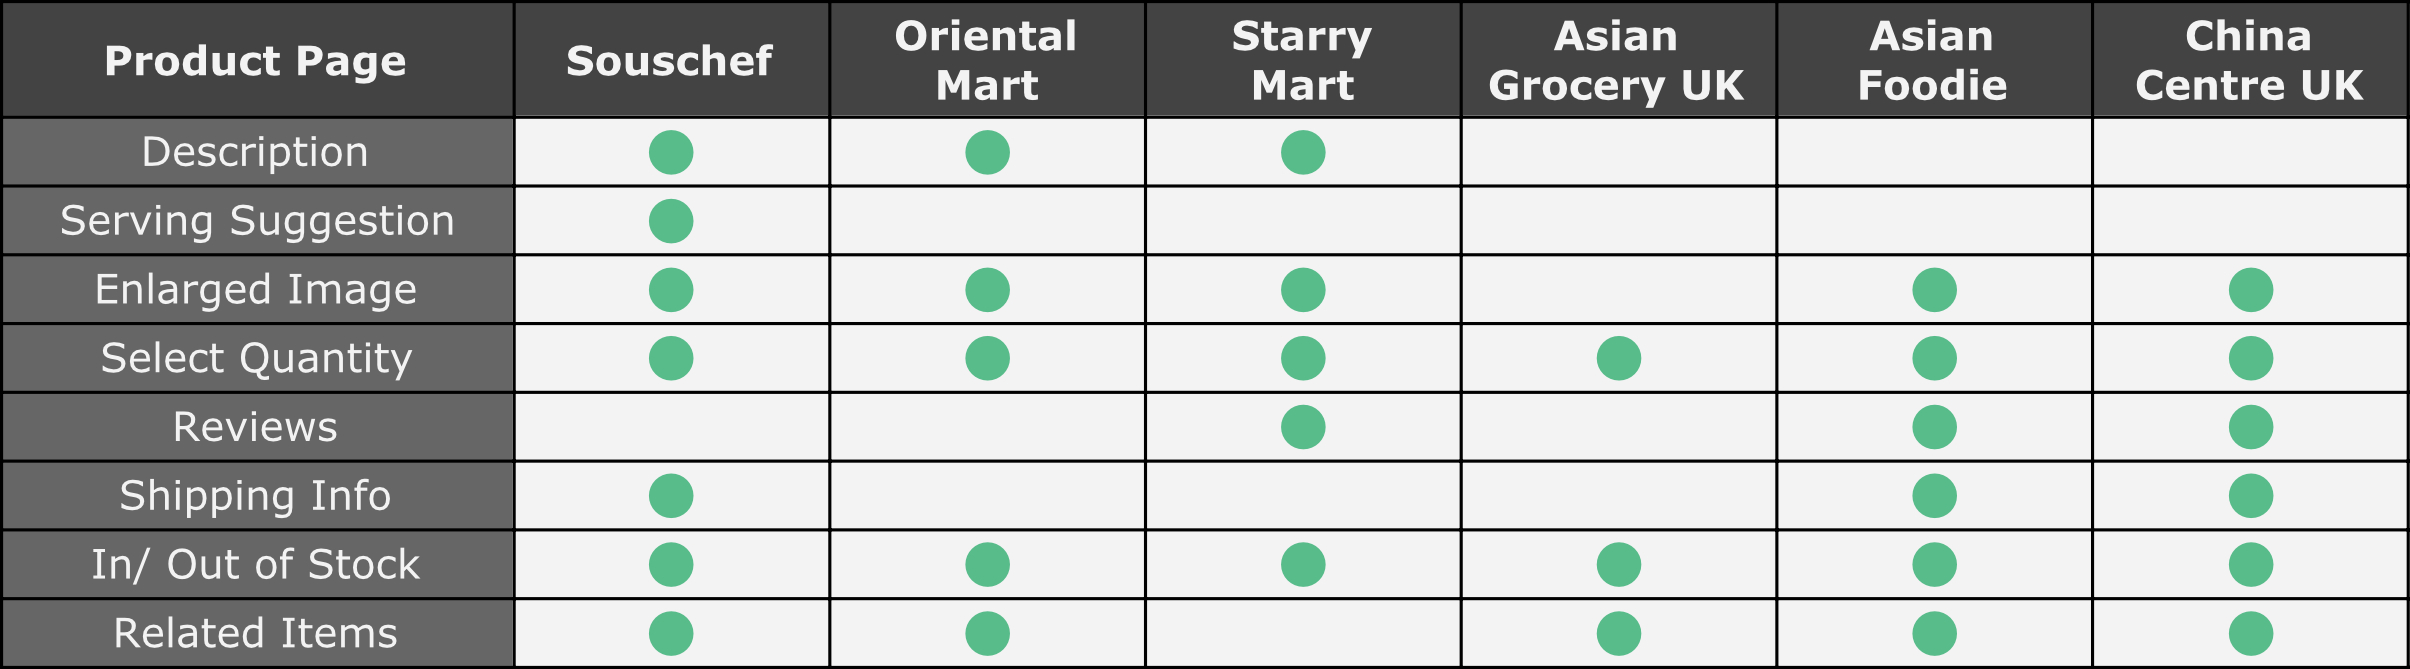 Product Page
Souschef
Oriental
Mart
Starry
Mart
Asian
Grocery UK
Asian
Foodie
China
Centre UK
Description
Serving Suggestion
Enlarged Image
Select Quantity
Reviews
Shipping Info
In/ Out of Stock
Related Items